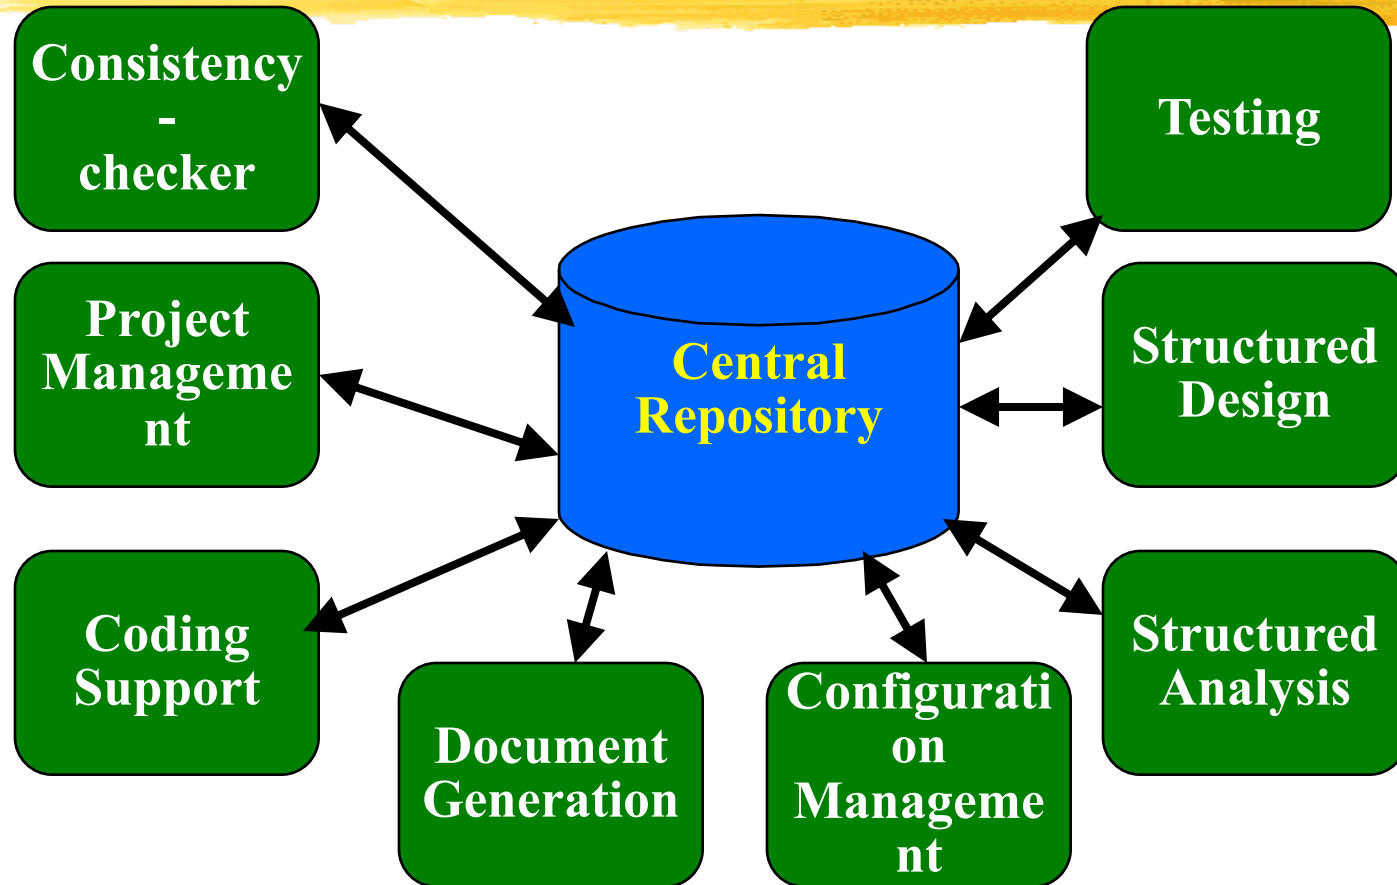 Consistency
-
checker
Testing
Project
Manageme
nt
Central
Repository
Structured
Design
Coding
Support
Structured
Analysis
Document
Generation
Configurati
on
Manageme
nt